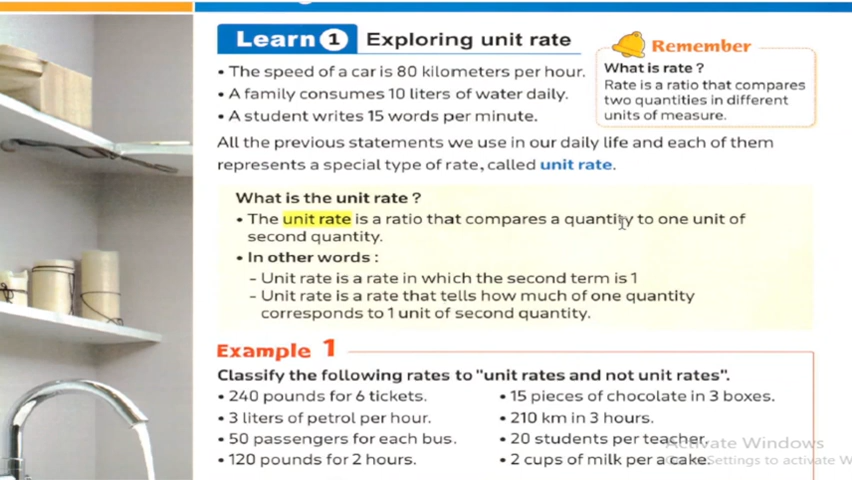 Learn 1 Exploring unit rate
• The speed of a car is 80 kilometers per hour.
• A family consumes 10 liters of water daily.
• A student writes 15 words per minute.
Remember
What is rate ?
Rate is a ratio that compares
two quantities in different
units of measure.
All the previous statements we use in our daily life and each of them
represents a special type of rate, called unit rate.
What is the unit rate ?
• The unit rate is a ratio that compares a quantity to one unit of
second quantity.
• In other words :
- Unit rate is a rate in which the second term is 1
- Unit rate is a rate that tells how much of one quantity
corresponds to 1 unit of second quantity.
Example 1
Classify the following rates to "unit rates and not unit rates".
• 240 pounds for 6 tickets.
• 3 liters of petrol per hour.
• 50 passengers for each bus.
• 120 pounds for 2 hours.
• 15 pieces of chocolate in 3 boxes.
• 210 km in 3 hours.
• 20 students per teacher.
• 2 cups of milk per a cake.
Activate Windows
Settings to activate W